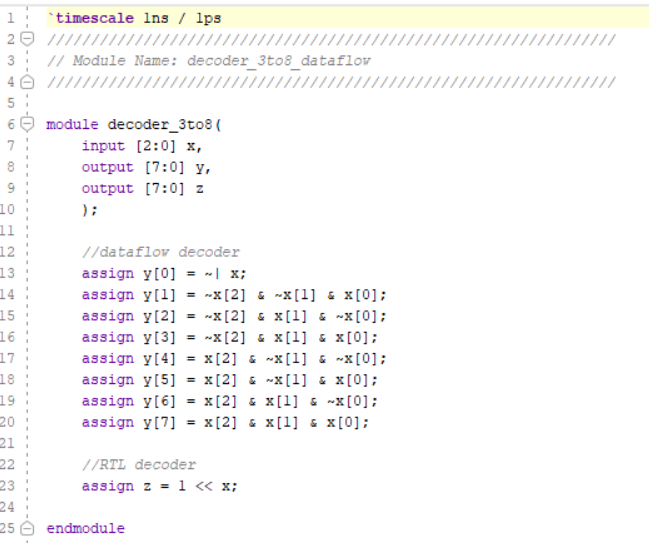 1 `timescale 1ns / 1ps
2 //////////////////////////////////////////////////////////////////
3 // Module Name: decoder_3to8_dataflow
4 //////////////////////////////////////////////////////////////////
5
6 module decoder_3to8(
7 input [2:0] x,
8 output [7:0] y,
9 output [7:0] z
10 );
11
12 //dataflow decoder
13 assign y[0] = ~| x;
14 assign y[1] = ~x[2] & ~x[1] & x[0];
15 assign y[2] = ~x[2] & x[1] & ~x[0];
16 assign y[3] = ~x[2] & x[1] & x[0];
17 assign y[4] = x[2] & ~x[1] & ~x[0];
18 assign y[5] = x[2] & ~x[1] & x[0];
19 assign y[6] = x[2] & x[1] & ~x[0];
20 assign y[7] = x[2] & x[1] & x[0];
21
22 //RTL decoder
23 assign z = 1 << x;
24
25 endmodule